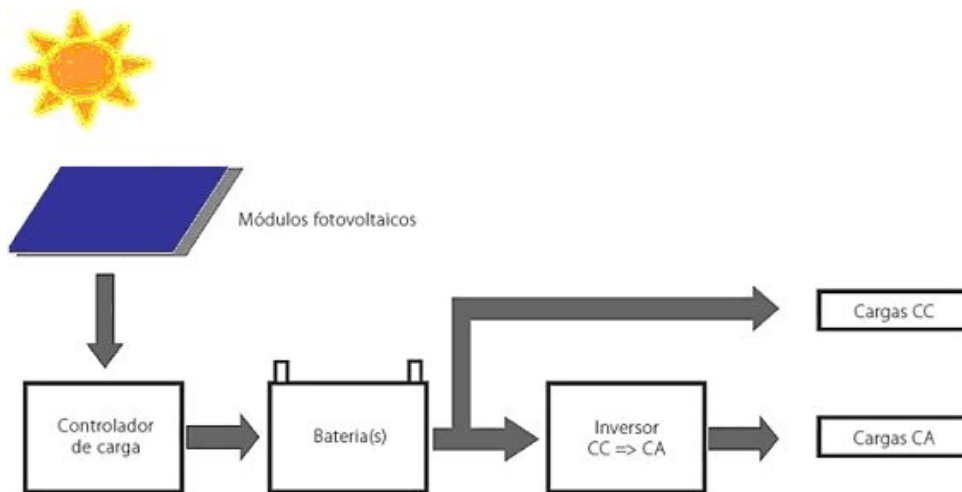 Módulos fotovoltaicos
Cargas CC
Controlador
de carga
Bateria(s)
Inversor
CC => CA
Cargas CA